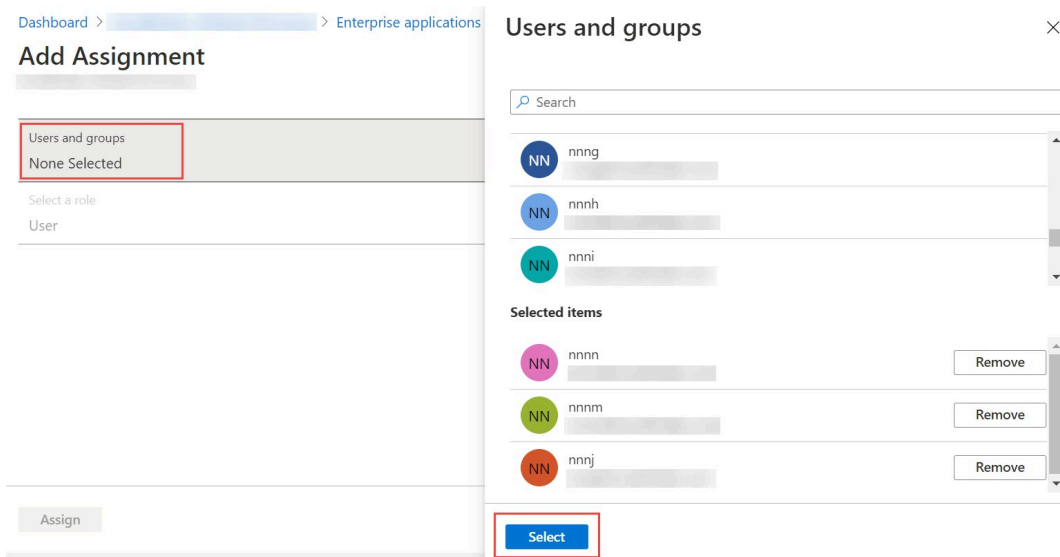 Dashboard > > Enterprise applications
Add Assignment
Users and groups
None Selected
Select a role
User
Assign
Users and groups
Search
NN nnng
NN nnnh
NN nnni
Selected items
NN nnnn Remove
NN nnnm Remove
NN nnnj Remove
Select